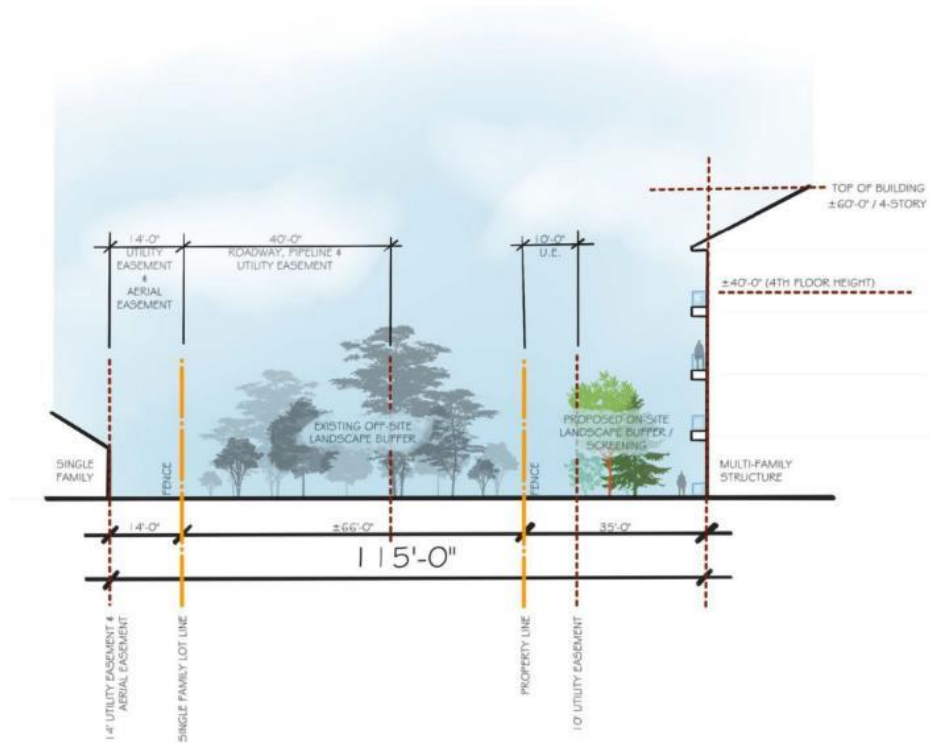 TOP OF BUILDING
±60'-0" / 4-STORY
14'-0"
UTILITY
EASEMENT
&
AERIAL
EASEMENT
40'-0"
ROADWAY, PIPELINE &
UTILITY EASEMENT
10'-0"
U.E.
±40'-0" (4TH FLOOR HEIGHT)
EXISTING OFF-SITE
LANDSCAPE BUFFER
PROPOSED ON-SITE
LANDSCAPE BUFFER /
SCREENING
SINGLE
FAMILY
FENCE
FENCE
MULTI-FAMILY
STRUCTURE
14'-0"
±66'-0"
35'-0"
115'-0"
14' UTILITY EASEMENT &
AERIAL EASEMENT
SINGLE FAMILY LOT LINE
PROPERTY LINE
10' UTILITY EASEMENT